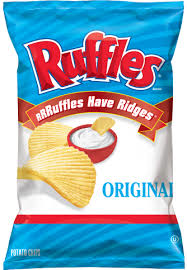 Ruffles
RRRuffles Have Ridges
ORIGINAL
POTATO CHIPS